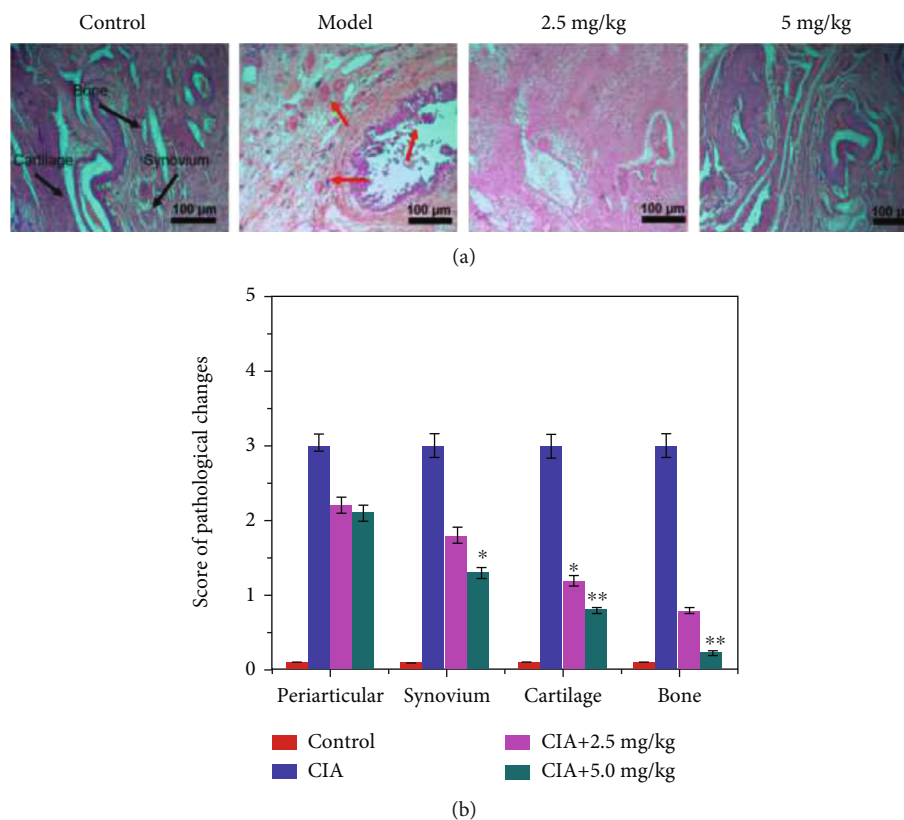 Control Model 2.5 mg/kg 5 mg/kg
Bone
Cartilage
Synovium
100 μm 100 μm 100 μm 100 μm
(a)
5
4
3
2
1
0
Score of pathological changes
*
*
**
**
Periarticular Synovium Cartilage Bone
Control CIA+2.5 mg/kg
CIA CIA+5.0 mg/kg
(b)